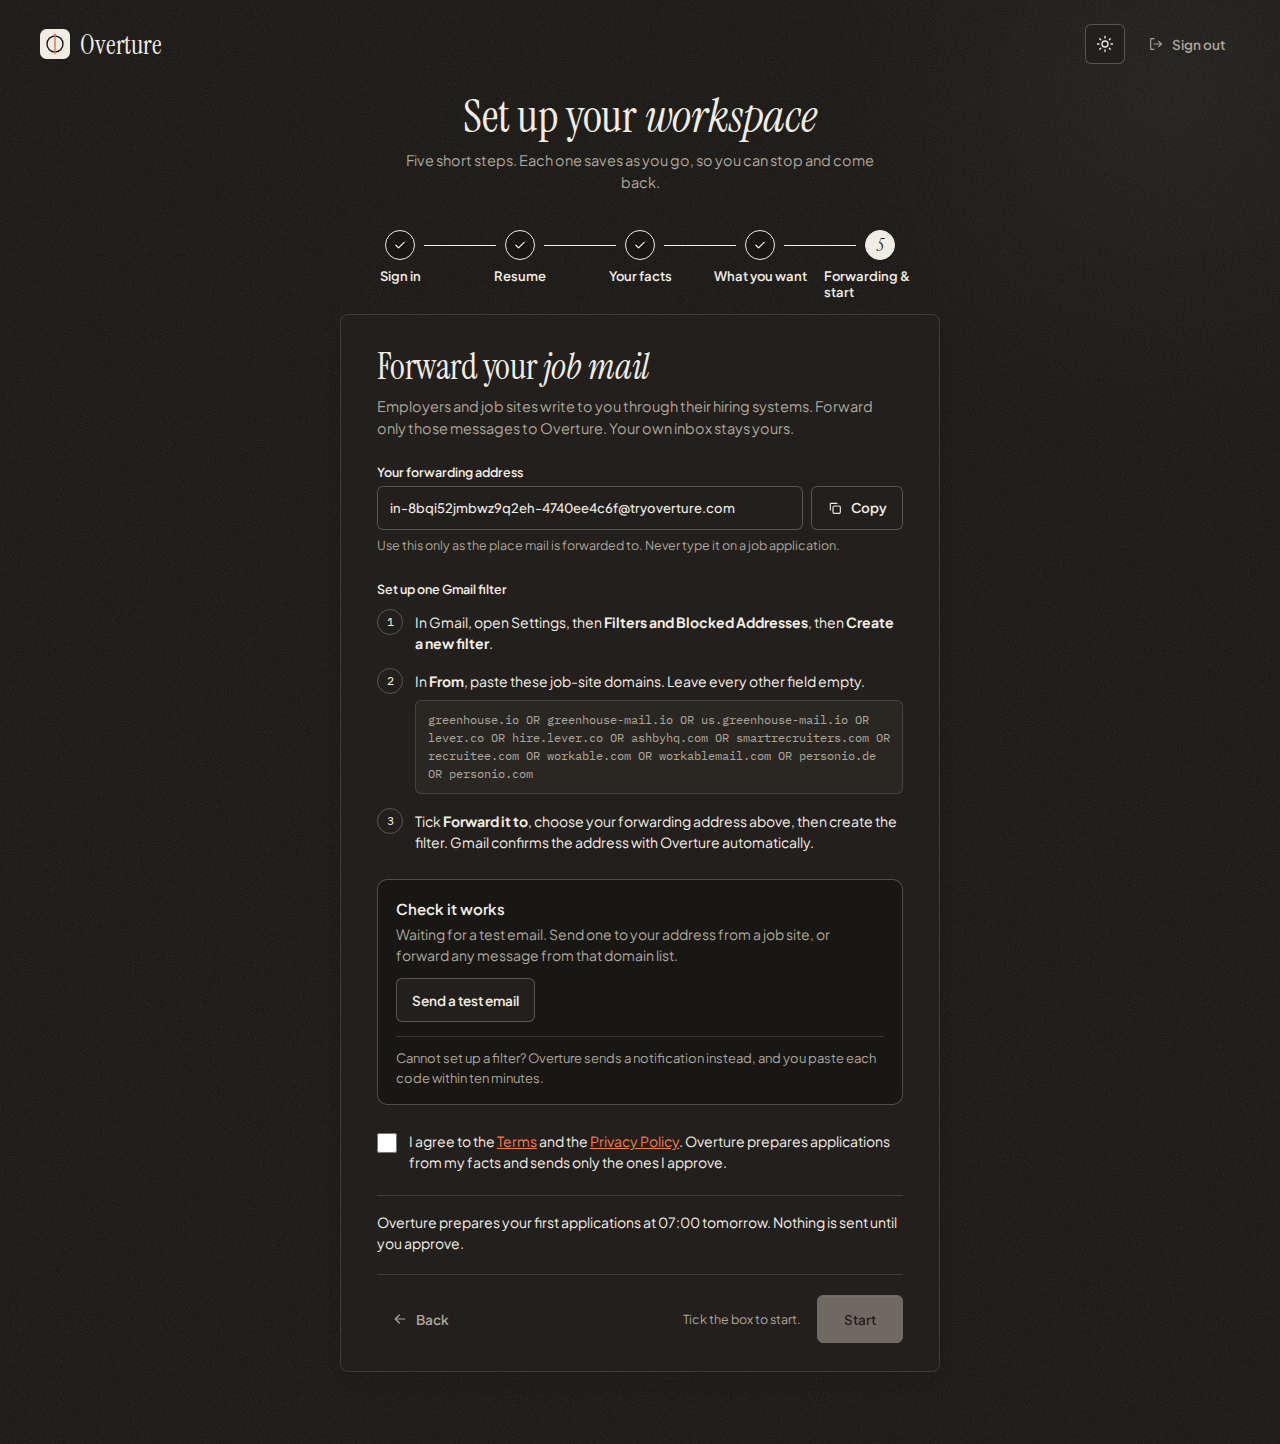 Overture
Sign out
Set up your workspace
Five short steps. Each one saves as you go, so you can stop and come
back.
5
Sign in
Resume
Your facts
What you want
Forwarding &
start
Forward your job mail
Employers and job sites write to you through their hiring systems. Forward
only those messages to Overture. Your own inbox stays yours.
Your forwarding address
in-8bqi52jmbwz9q2eh-4740ee4c6f@tryoverture.com
Copy
Use this only as the place mail is forwarded to. Never type it on a job application.
Set up one Gmail filter
1
In Gmail, open Settings, then Filters and Blocked Addresses, then Create
a new filter.
2
In From, paste these job-site domains. Leave every other field empty.
greenhouse.io OR greenhouse-mail.io OR us.greenhouse-mail.io OR
lever.co OR hire.lever.co OR ashbyhq.com OR smartrecruiters.com OR
recruitee.com OR workable.com OR workablemail.com OR personio.de
OR personio.com
3
Tick Forward it to, choose your forwarding address above, then create the
filter. Gmail confirms the address with Overture automatically.
Check it works
Waiting for a test email. Send one to your address from a job site, or
forward any message from that domain list.
Send a test email
Cannot set up a filter? Overture sends a notification instead, and you paste each
code within ten minutes.
I agree to the Terms and the Privacy Policy. Overture prepares applications
from my facts and sends only the ones I approve.
Overture prepares your first applications at 07:00 tomorrow. Nothing is sent until
you approve.
Back
Tick the box to start.
Start